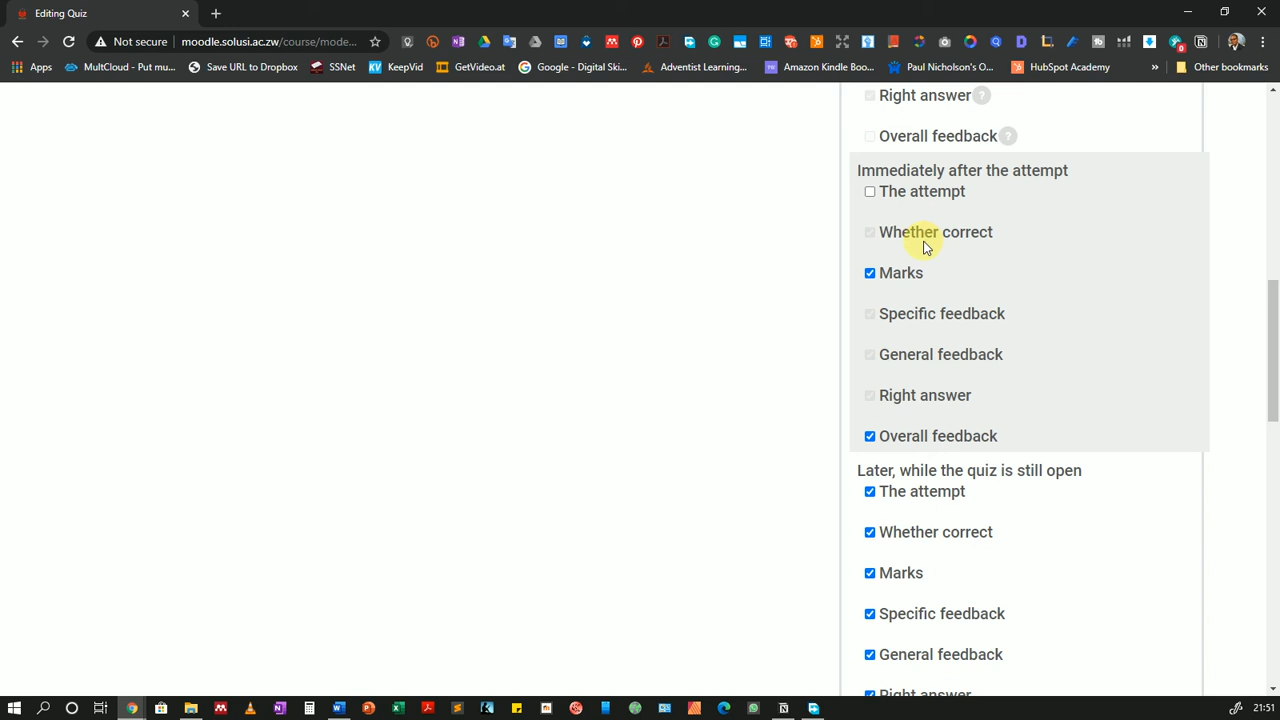 Editing Quiz
Not secure moodle.solusi.ac.zw/course/mode...
Apps MultCloud - Put mu... Save URL to Dropbox SSNet KeepVid GetVideo.at Google - Digital Ski... Adventist Learning... Amazon Kindle Boo... Paul Nicholson's O... HubSpot Academy » Other bookmarks
Right answer ?
Overall feedback ?
Immediately after the attempt
The attempt
Whether correct
Marks
Specific feedback
General feedback
Right answer
Overall feedback
Later, while the quiz is still open
The attempt
Whether correct
Marks
Specific feedback
General feedback
Right answer
21:51